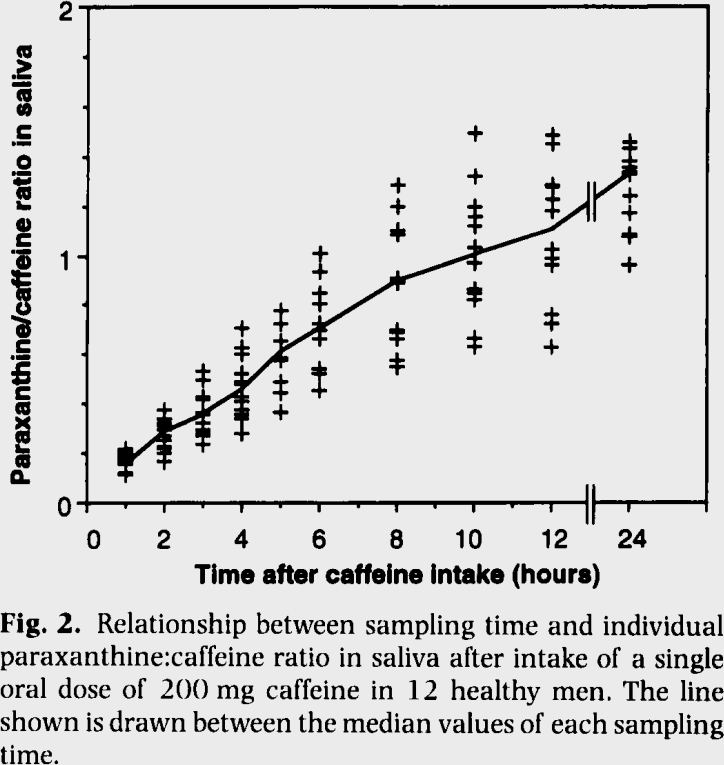 2
1
0
Paraxanthine/caffeine ratio in saliva
0 2 4 6 8 10 12 24
Time after caffeine intake (hours)
Fig. 2. Relationship between sampling time and individual
paraxanthine:caffeine ratio in saliva after intake of a single
oral dose of 200 mg caffeine in 12 healthy men. The line
shown is drawn between the median values of each sampling
time.